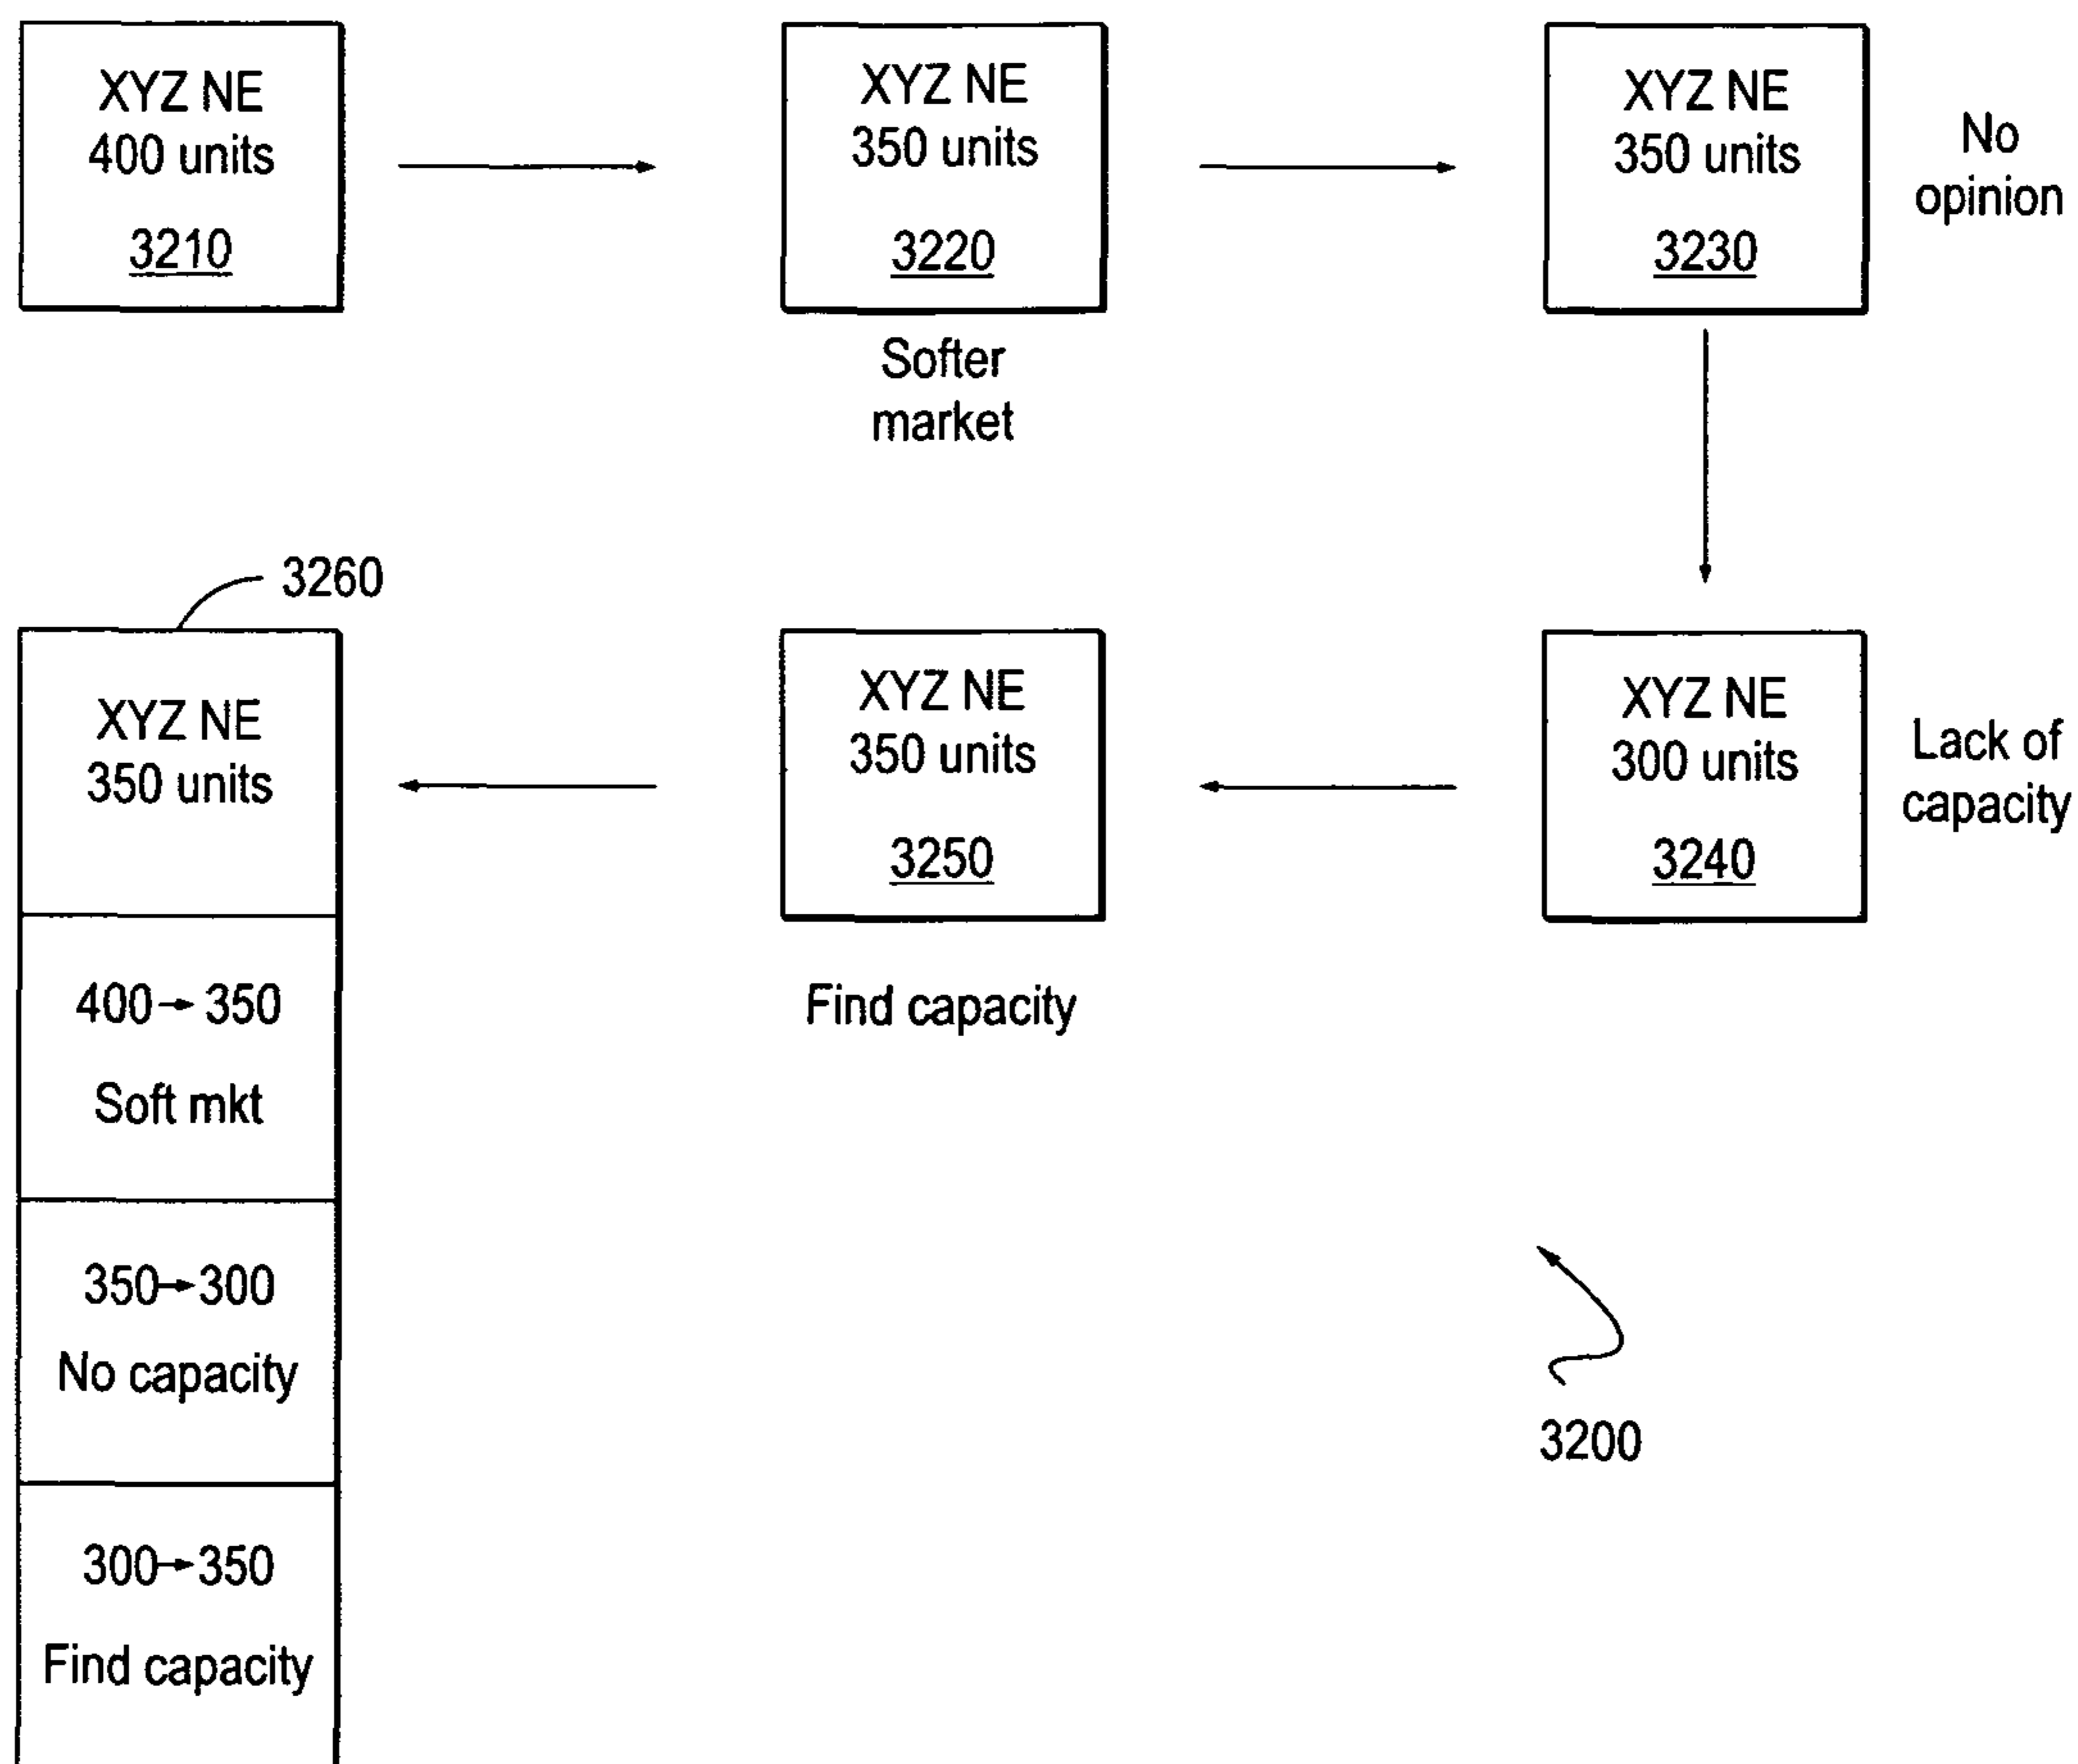 XYZ NE
400 units
3210
XYZ NE
350 units
3220
Softer
market
XYZ NE
350 units
3230
No
opinion
XYZ NE
300 units
3240
Lack of
capacity
XYZ NE
350 units
3250
Find capacity
3260
XYZ NE
350 units
400→350
Soft mkt
350→300
No capacity
300→350
Find capacity
3200